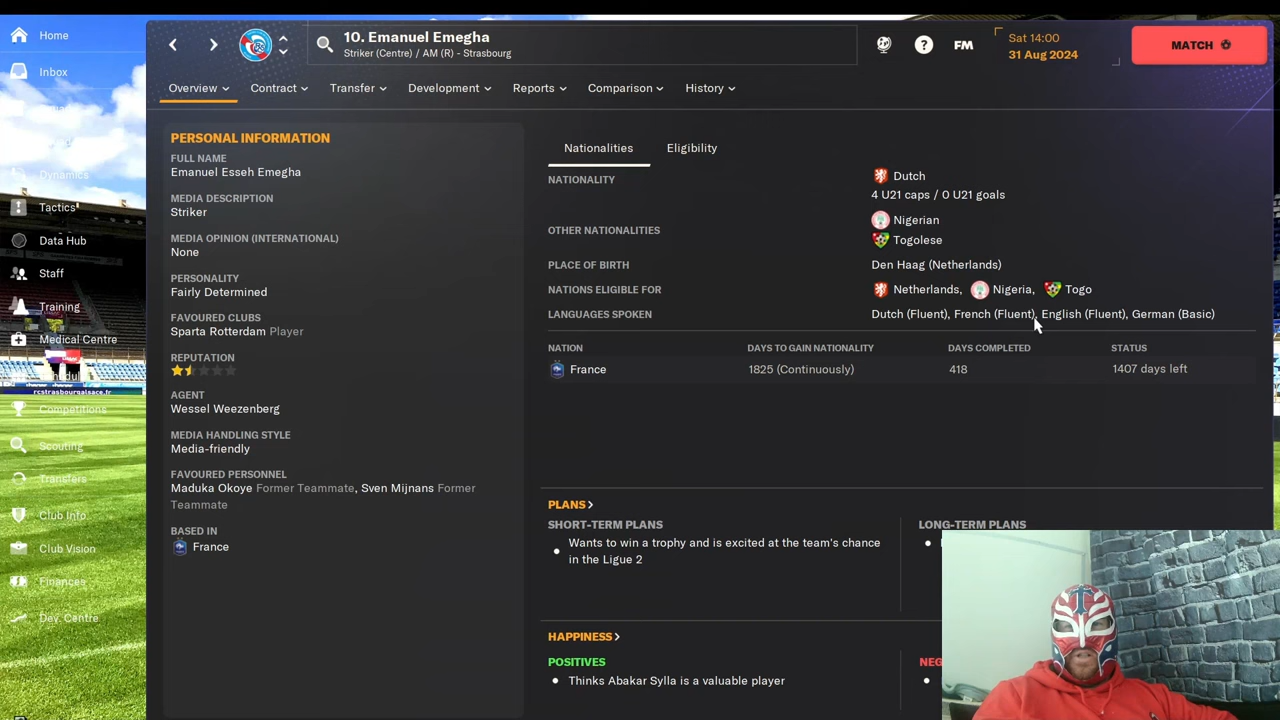 Home
Inbox
Dynamics
Tactics
Data Hub
Staff
Training
Medical Centre
Competitions
Scouting
Transfers
Club Info
Club Vision
Finances
Dev. Centre
rcstrasbourgalsace.fr
10. Emanuel Emegha
Striker (Centre) / AM (R) - Strasbourg
?
FM
Sat 14:00
31 Aug 2024
MATCH
Overview Contract Transfer Development Reports Comparison History
PERSONAL INFORMATION
FULL NAME
Emanuel Esseh Emegha
MEDIA DESCRIPTION
Striker
MEDIA OPINION (INTERNATIONAL)
None
PERSONALITY
Fairly Determined
FAVOURED CLUBS
Sparta Rotterdam Player
REPUTATION
AGENT
Wessel Weezenberg
MEDIA HANDLING STYLE
Media-friendly
FAVOURED PERSONNEL
Maduka Okoye Former Teammate, Sven Mijnans Former
Teammate
BASED IN
France
Nationalities Eligibility
NATIONALITY Dutch
4 U21 caps / 0 U21 goals
OTHER NATIONALITIES Nigerian
Togolese
PLACE OF BIRTH Den Haag (Netherlands)
NATIONS ELIGIBLE FOR Netherlands, Nigeria, Togo
LANGUAGES SPOKEN Dutch (Fluent), French (Fluent), English (Fluent), German (Basic)
NATION DAYS TO GAIN NATIONALITY DAYS COMPLETED STATUS
France 1825 (Continuously) 418 1407 days left
PLANS
SHORT-TERM PLANS
Wants to win a trophy and is excited at the team's chance
in the Ligue 2
LONG-TERM PLANS
HAPPINESS
POSITIVES
Thinks Abakar Sylla is a valuable player
NEG